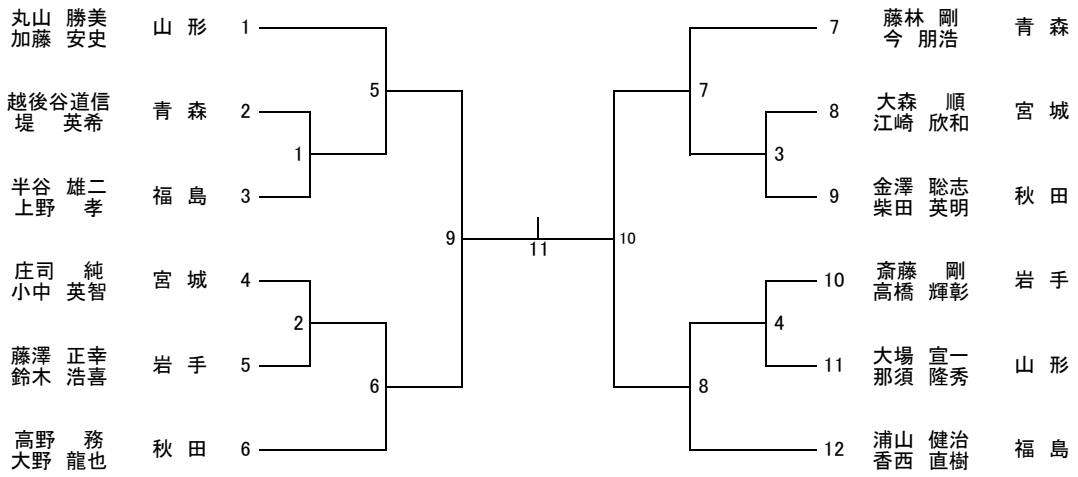 丸山 勝美
加藤 安史
山 形 1
越後谷道信
堤 英希
青 森 2
半谷 雄二
上野 孝
福 島 3
庄司 純
小中 英智
宮 城 4
藤澤 正幸
鈴木 浩喜
岩 手 5
高野 務
大野 龍也
秋 田 6
5
1
2
6
9
11
10
7
3
4
8
7
藤林 剛
今 朋浩
青 森
8
大森 順
江崎 欣和
宮 城
9
金澤 聡志
柴田 英明
秋 田
10
斎藤 剛
高橋 輝彰
岩 手
11
大場 宣一
那須 隆秀
山 形
12
浦山 健治
香西 直樹
福 島